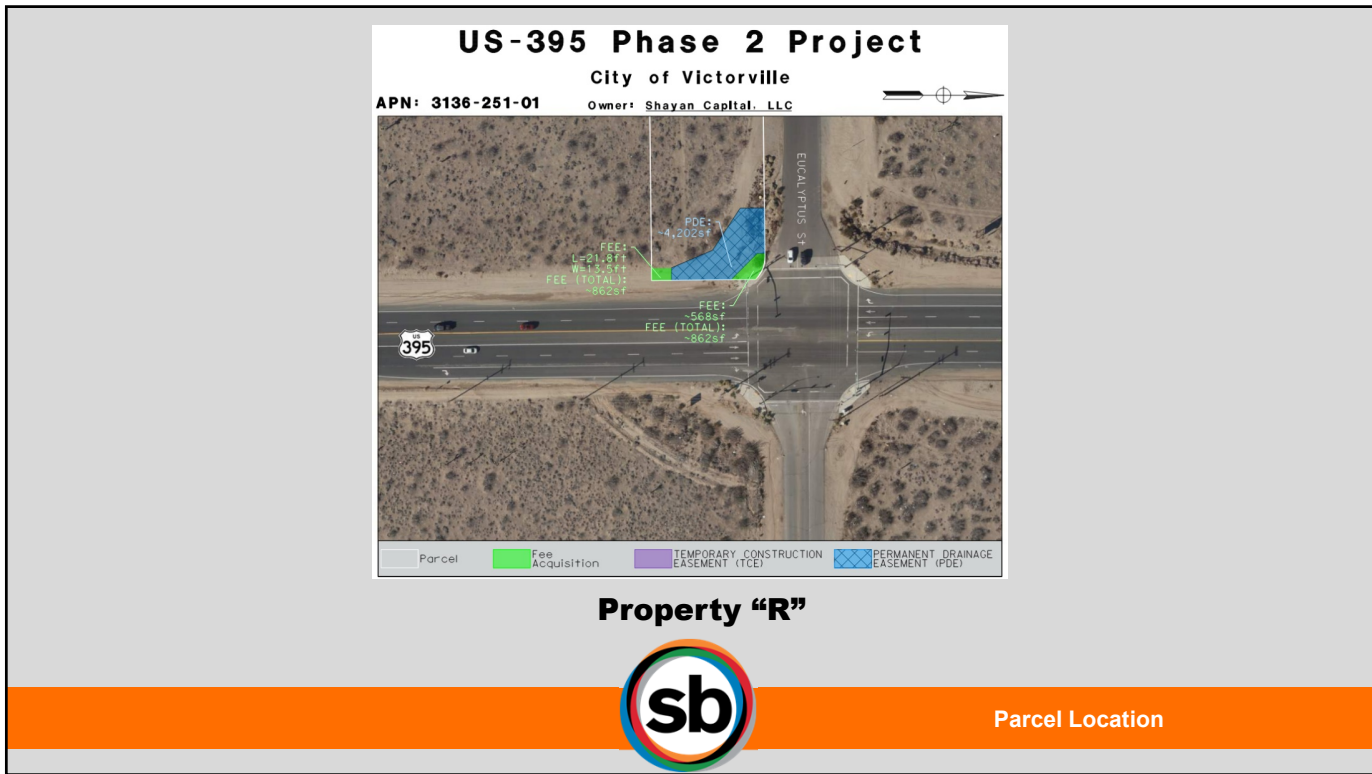 US-395 Phase 2 Project
City of Victorville
APN: 3136-251-01
Owner: Shayan Capital. LLC
EUCALYPTUS St
PDE:
~4,202sf
FEE:
L=21.8ft
W=13.5ft
FEE (TOTAL):
~862sf
FEE:
~568sf
FEE (TOTAL):
~862sf
US
395
Parcel
Fee
Acquisition
TEMPORARY CONSTRUCTION
EASEMENT (TCE)
PERMANENT DRAINAGE
EASEMENT (PDE)
Property “R”
sb
Parcel Location